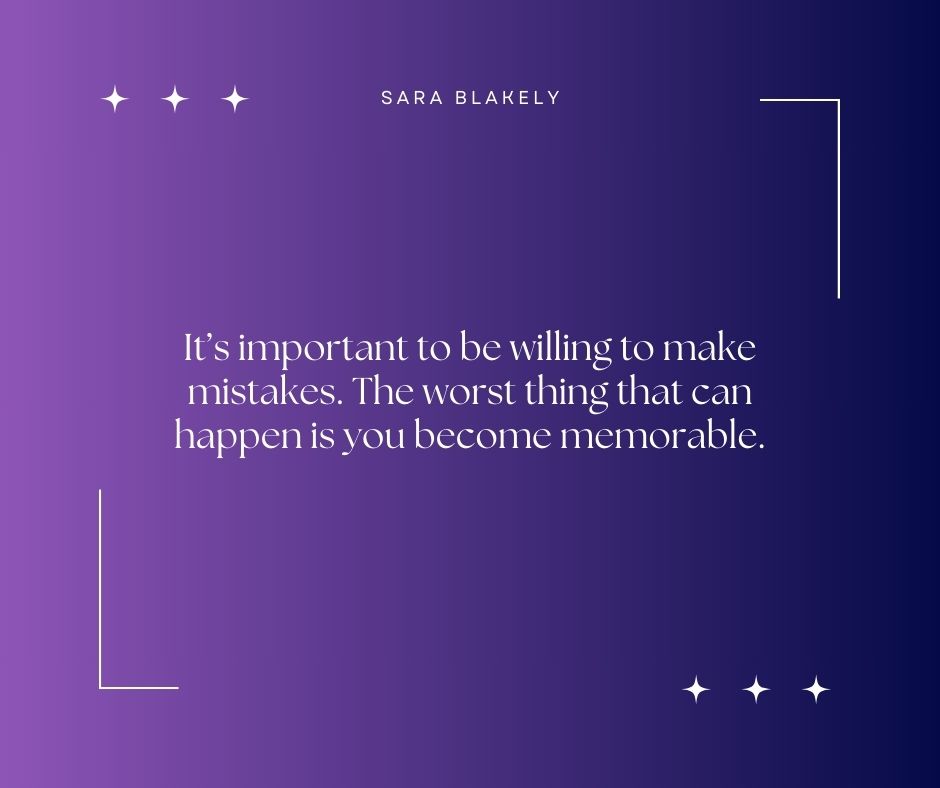 SARA BLAKELY
It’s important to be willing to make
mistakes. The worst thing that can
happen is you become memorable.